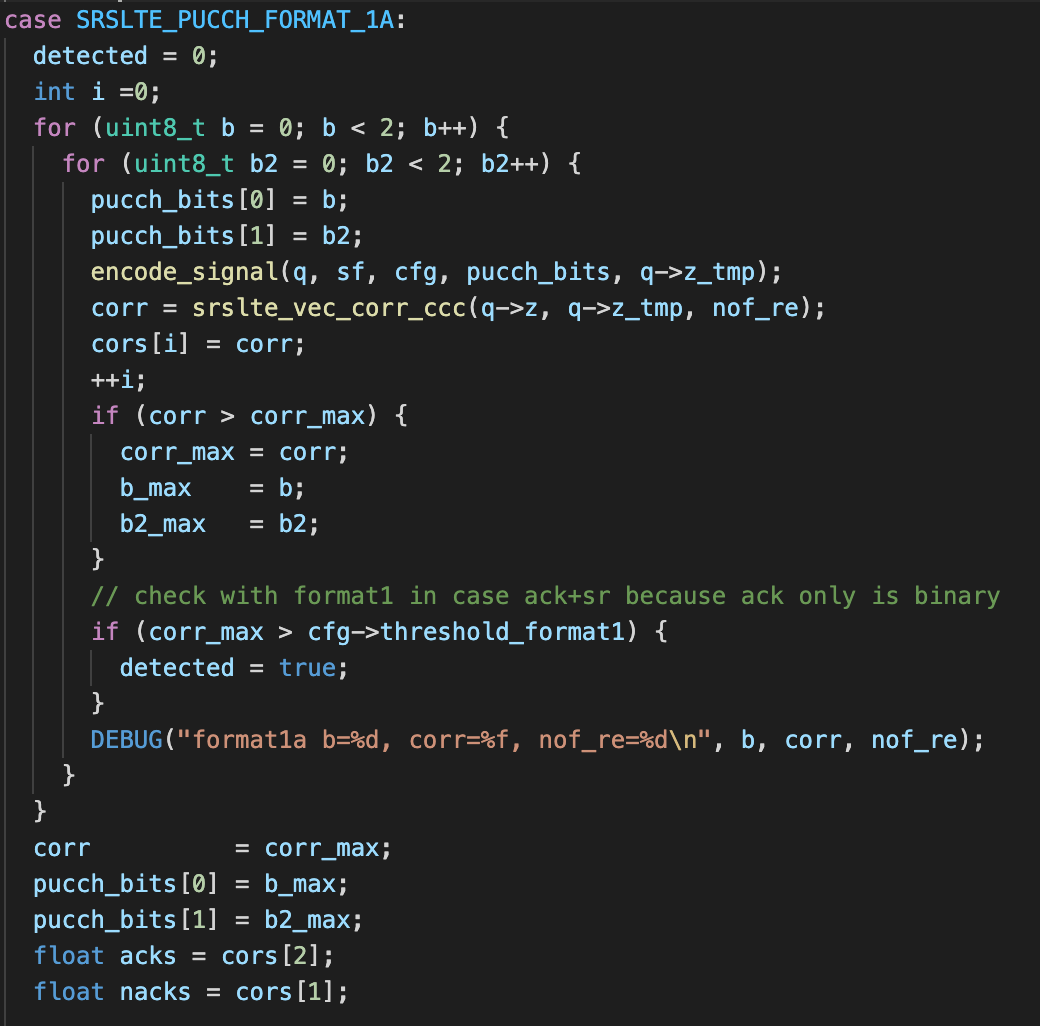 case SRSLTE_PUCCH_FORMAT_1A:
  detected = 0;
  int i =0;
  for (uint8_t b = 0; b < 2; b++) {
    for (uint8_t b2 = 0; b2 < 2; b2++) {
      pucch_bits[0] = b;
      pucch_bits[1] = b2;
      encode_signal(q, sf, cfg, pucch_bits, q->z_tmp);
      corr = srslte_vec_corr_ccc(q->z, q->z_tmp, nof_re);
      cors[i] = corr;
      ++i;
      if (corr > corr_max) {
        corr_max = corr;
        b_max    = b;
        b2_max   = b2;
      }
      // check with format1 in case ack+sr because ack only is binary
      if (corr_max > cfg->threshold_format1) {
        detected = true;
      }
      DEBUG("format1a b=%d, corr=%f, nof_re=%d\n", b, corr, nof_re);
    }
  }
  corr          = corr_max;
  pucch_bits[0] = b_max;
  pucch_bits[1] = b2_max;
  float acks = cors[2];
  float nacks = cors[1];